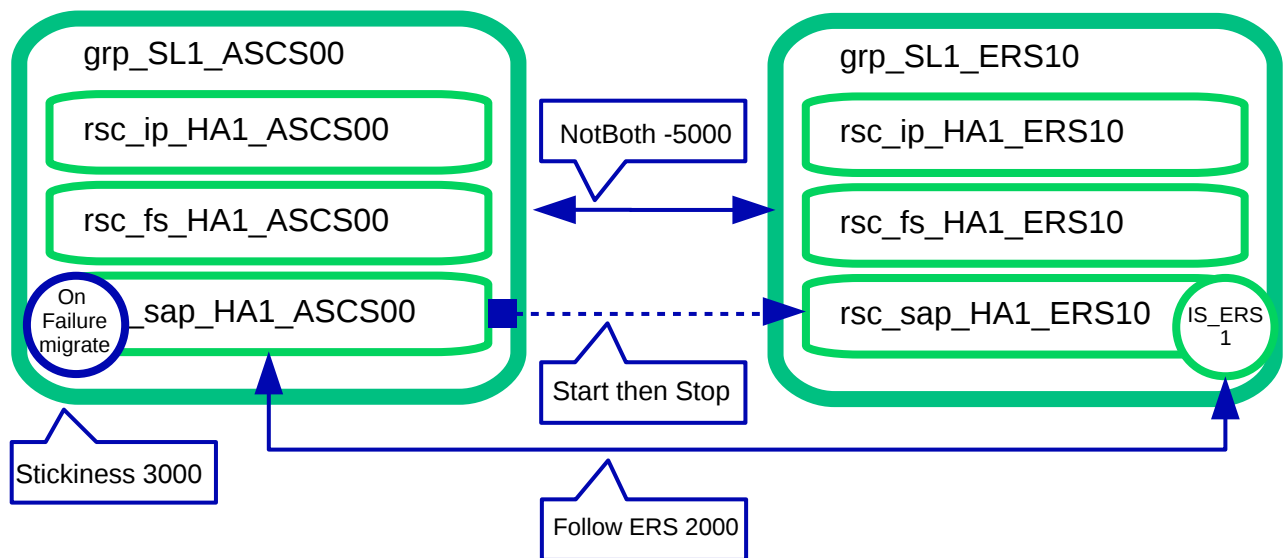 grp_SL1_ASCS00
rsc_ip_HA1_ASCS00
rsc_fs_HA1_ASCS00
_sap_HA1_ASCS00
On
Failure
migrate
Stickiness 3000
NotBoth -5000
Start then Stop
Follow ERS 2000
grp_SL1_ERS10
rsc_ip_HA1_ERS10
rsc_fs_HA1_ERS10
rsc_sap_HA1_ERS10
IS_ERS
1